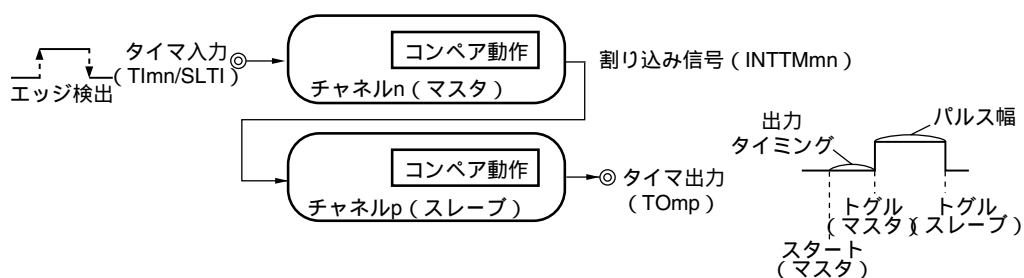 タイマ入力
(TImn/SLTI)
エッジ検出
コンペア動作
チャネルn(マスタ)
割り込み信号(INTTMmn)
コンペア動作
チャネルp(スレーブ)
タイマ出力
(TOmp)
出力
タイミング
パルス幅
トグル
(マスタ)
トグル
(スレーブ)
スタート
(マスタ)